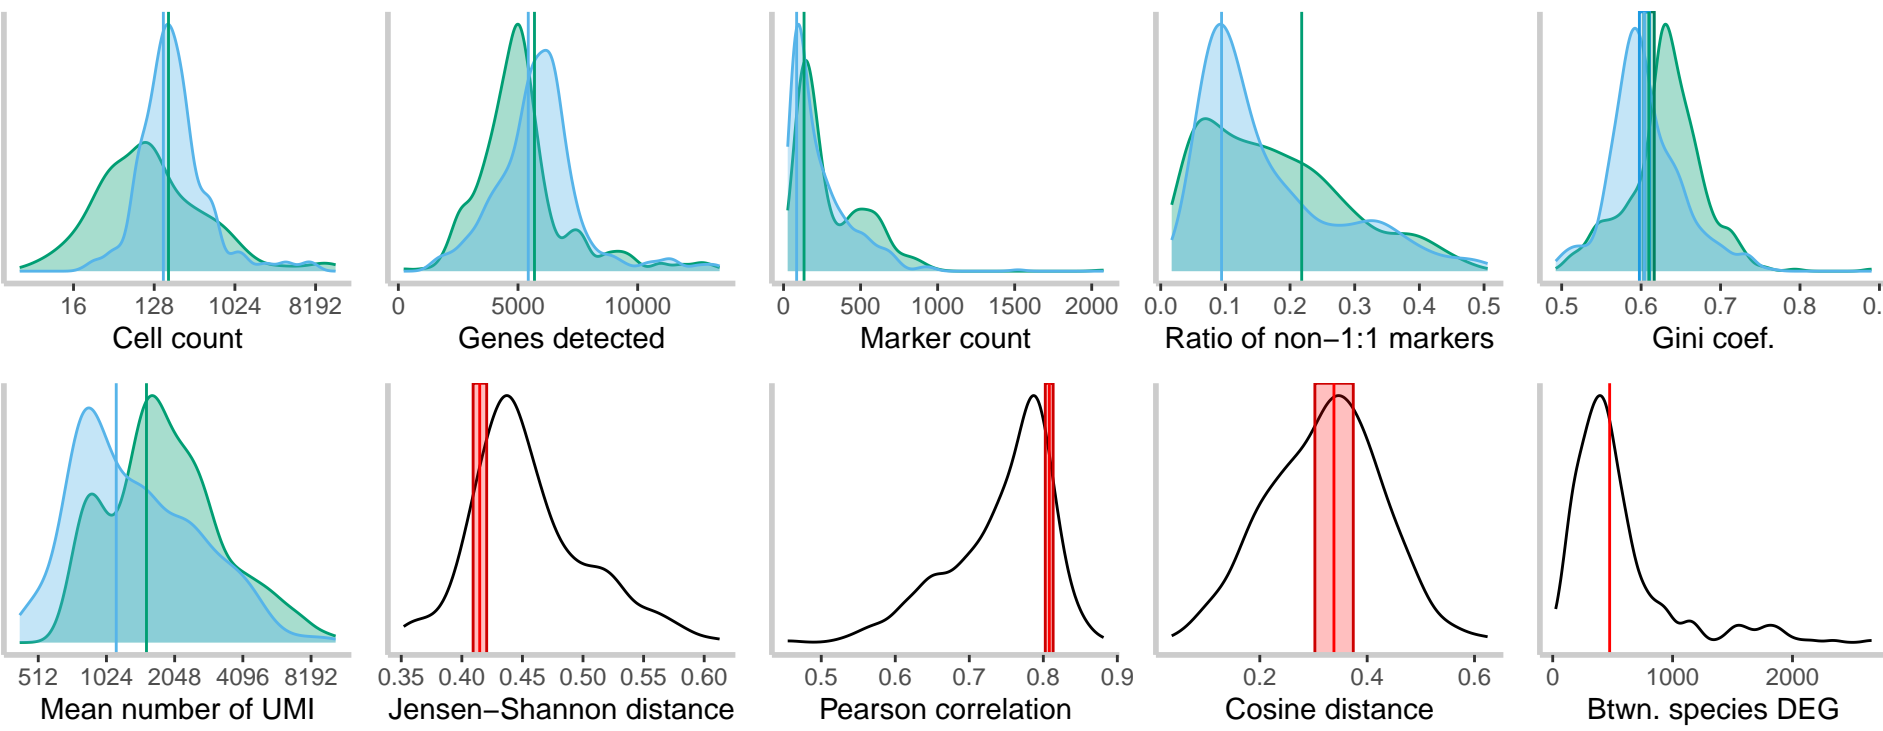 16 128 1024 8192
Cell count
0 5000 10000
Genes detected
0 500 1000 1500 2000
Marker count
0.0 0.1 0.2 0.3 0.4 0.5
Ratio of non−1:1 markers
0.5 0.6 0.7 0.8 0.
Gini coef.
512 1024 2048 4096 8192
Mean number of UMI
0.35 0.40 0.45 0.50 0.55 0.60
Jensen−Shannon distance
0.5 0.6 0.7 0.8 0.9
Pearson correlation
0.2 0.4 0.6
Cosine distance
0 1000 2000
Btwn. species DEG